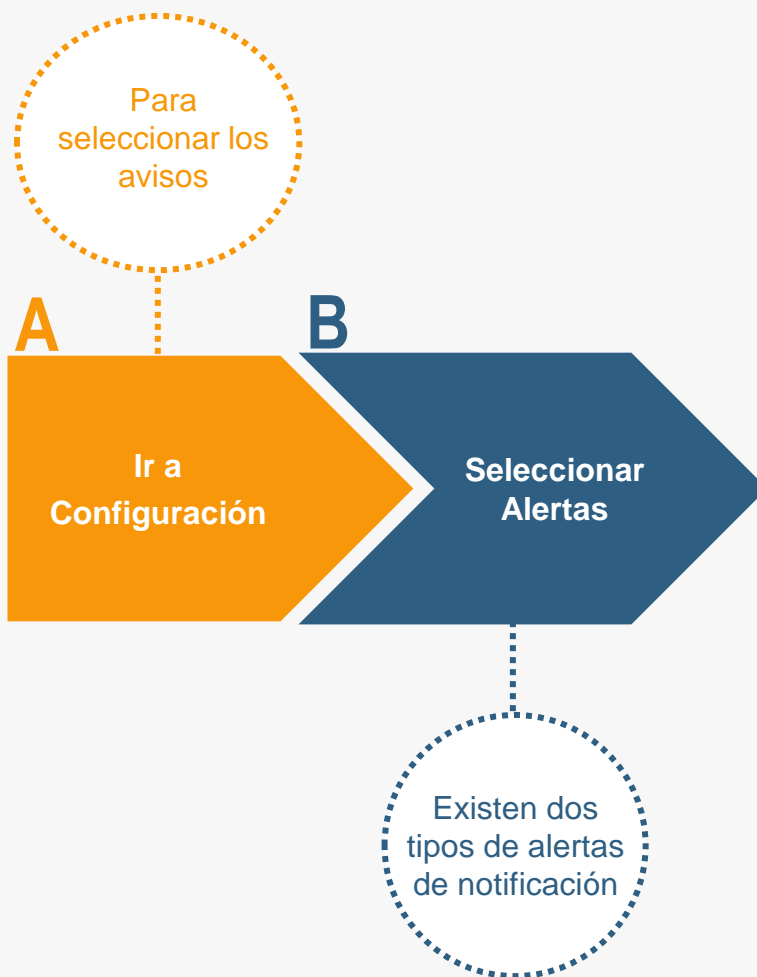 Para
seleccionar los
avisos
A
Ir a
Configuración
B
Seleccionar
Alertas
Existen dos
tipos de alertas
de notificación